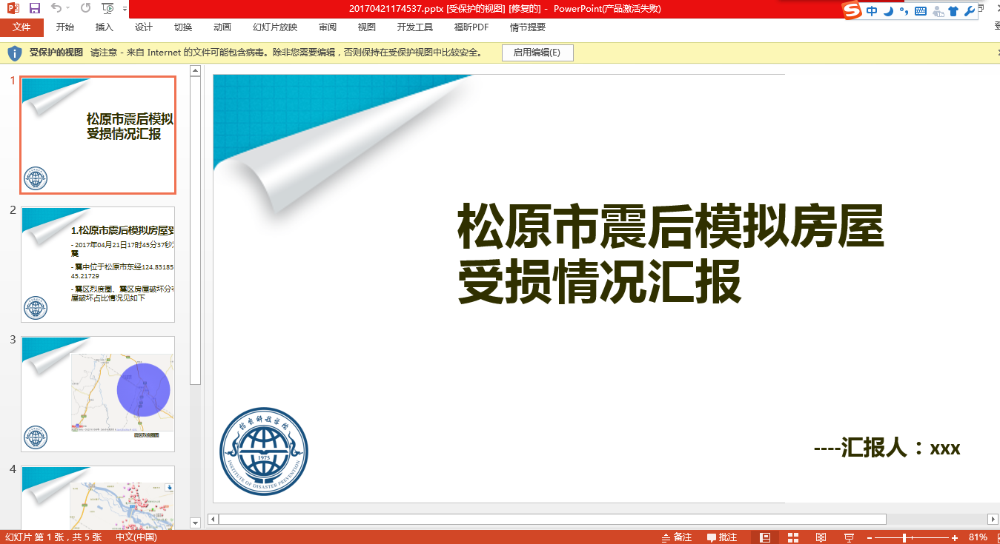 20170421174537.pptx [受保护的视图] [修复的] - PowerPoint(产品激活失败)
中
文件 开始 插入 设计 切换 动画 幻灯片放映 审阅 视图 开发工具 福昕PDF 情节提要
受保护的视图 请注意 - 来自 Internet 的文件可能包含病毒。除非您需要编辑，否则保持在受保护视图中比较安全。 启用编辑(E)
1
松原市震后模拟
受损情况汇报
2
1.松原市震后模拟房屋受
- 2017年04月21日17时45分37秒
震
- 震中位于松原市东经124.83185
45.21729
- 震区烈度圈、震区房屋破坏分布
屋破坏占比情况见如下
3
4
松原市震后模拟房屋
受损情况汇报
----汇报人：xxx
防灾科技学院
1975
INSTITUTE OF DISASTER PREVENTION
幻灯片 第 1 张，共 5 张 中文(中国) 备注 批注 81%